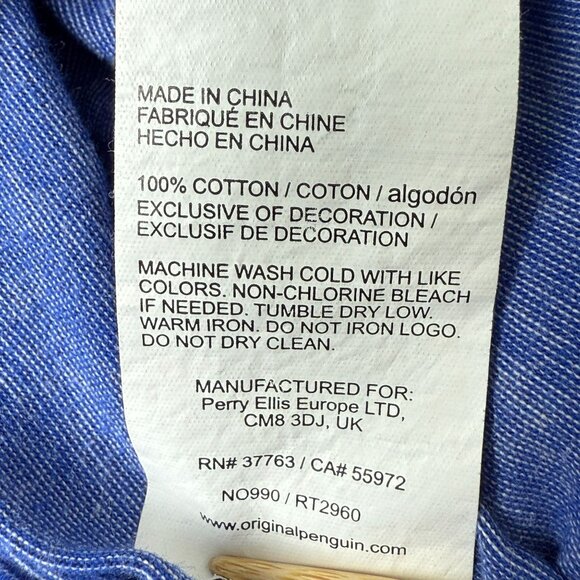 MADE IN CHINA
FABRIQUÉ EN CHINE
HECHO EN CHINA
100% COTTON / COTON / algodón
EXCLUSIVE OF DECORATION /
EXCLUSIF DE DECORATION
MACHINE WASH COLD WITH LIKE
COLORS. NON-CHLORINE BLEACH
IF NEEDED. TUMBLE DRY LOW.
WARM IRON. DO NOT IRON LOGO.
DO NOT DRY CLEAN.
MANUFACTURED FOR:
Perry Ellis Europe LTD,
CM8 3DJ, UK
RN# 37763 / CA# 55972
NO990 / RT2960
www.originalpenguin.com